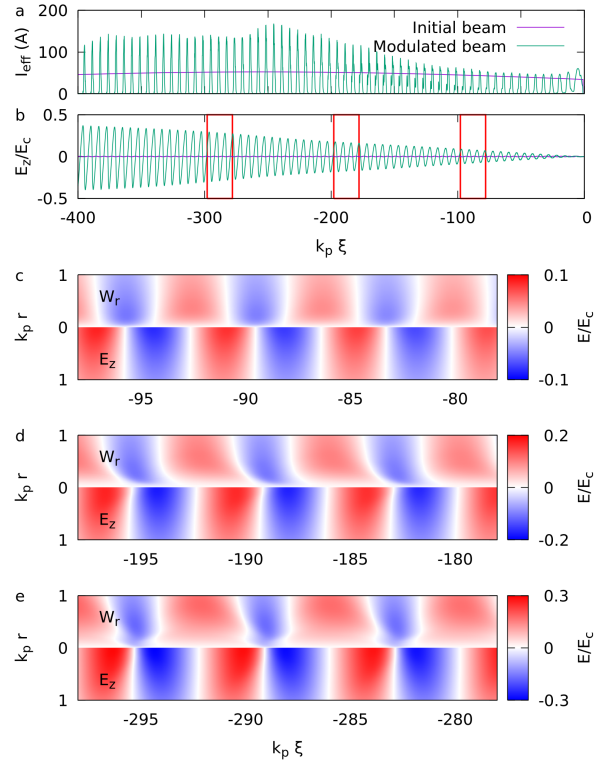 a
I_eff (A)
200
100
0
Initial beam
Modulated beam
b
E_z/E_c
0.5
0
-0.5
-400 -300 -200 -100 0
k_p ξ
c
k_p r
1
0
1
W_r
E_z
-95 -90 -85 -80
0.1
0
-0.1
E/E_c
d
k_p r
1
0
1
W_r
E_z
-195 -190 -185 -180
0.2
0
-0.2
E/E_c
e
k_p r
1
0
1
W_r
E_z
-295 -290 -285 -280
0.3
0
-0.3
E/E_c
k_p ξ